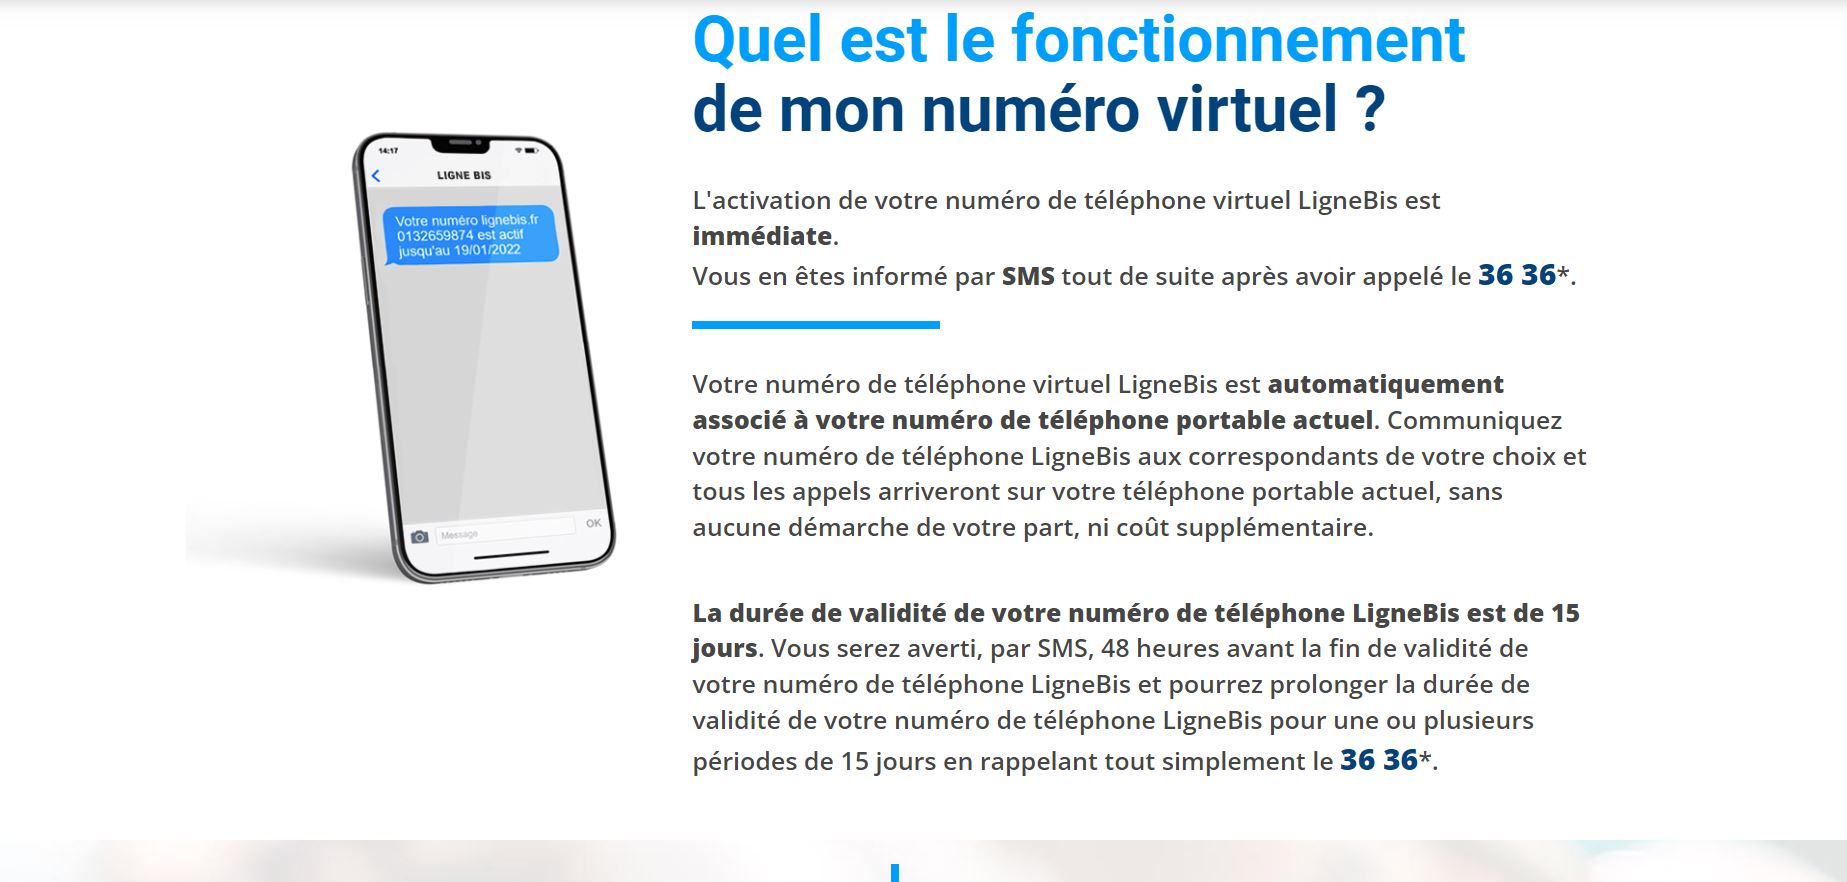 Quel est le fonctionnement
de mon numéro virtuel ?
14:17
LIGNE BIS
Votre numéro lignebis.fr
0132659874 est actif
jusqu'au 19/01/2022
Message
OK
L'activation de votre numéro de téléphone virtuel LigneBis est
immédiate.
Vous en êtes informé par SMS tout de suite après avoir appelé le 36 36*.
Votre numéro de téléphone virtuel LigneBis est automatiquement
associé à votre numéro de téléphone portable actuel. Communiquez
votre numéro de téléphone LigneBis aux correspondants de votre choix et
tous les appels arriveront sur votre téléphone portable actuel, sans
aucune démarche de votre part, ni coût supplémentaire.
La durée de validité de votre numéro de téléphone LigneBis est de 15
jours. Vous serez averti, par SMS, 48 heures avant la fin de validité de
votre numéro de téléphone LigneBis et pourrez prolonger la durée de
validité de votre numéro de téléphone LigneBis pour une ou plusieurs
périodes de 15 jours en rappelant tout simplement le 36 36*.